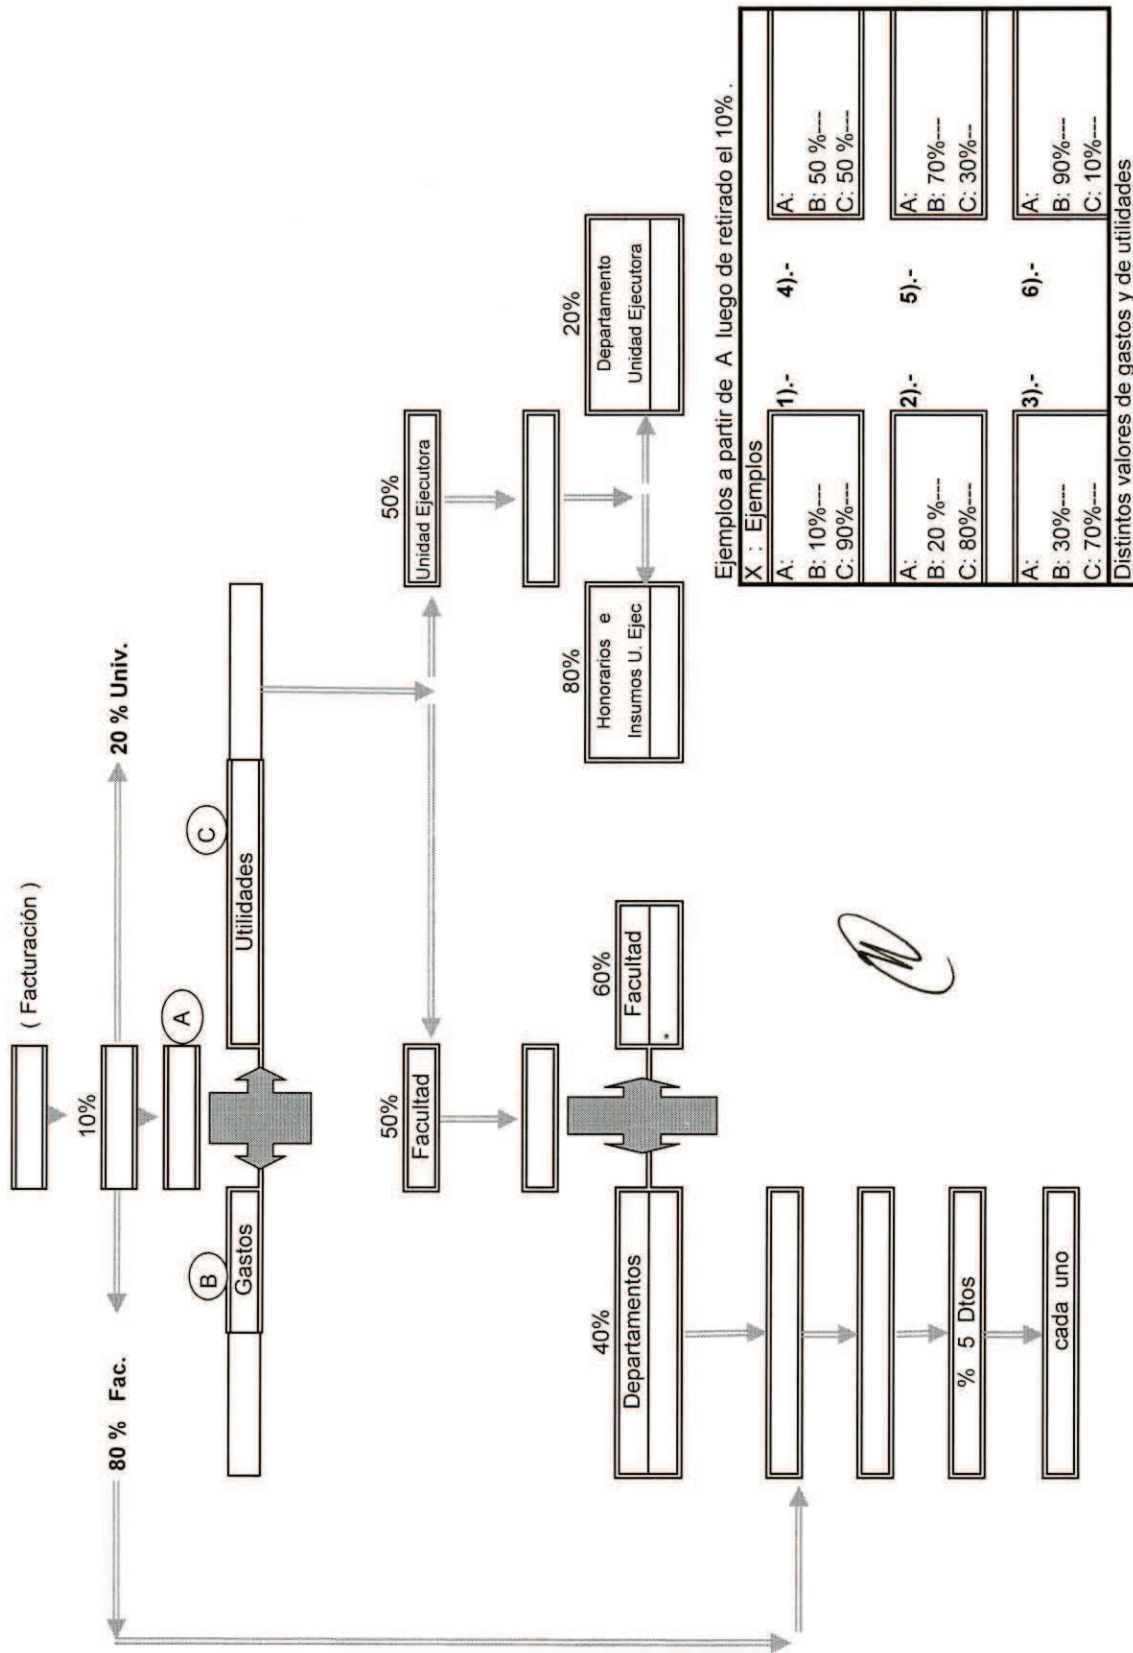 ( Facturación )
10%
80 % Fac.
20 % Univ.
A
B
C
Gastos
Utilidades
50%
Facultad
50%
Unidad Ejecutora
40%
Departamentos
60%
Facultad
*
80%
Honorarios e
Insumos U. Ejec
20%
Departamento
Unidad Ejecutora
% 5 Dtos
cada uno
Ejemplos a partir de A luego de retirado el 10% .
X : Ejemplos
1).-
A:
B: 10%---
C: 90%---
4).-
A:
B: 50 %---
C: 50 %---
2).-
A:
B: 20 %---
C: 80%---
5).-
A:
B: 70%---
C: 30%--
3).-
A:
B: 30%---
C: 70%---
6).-
A:
B: 90%---
C: 10%---
Distintos valores de gastos y de utilidades